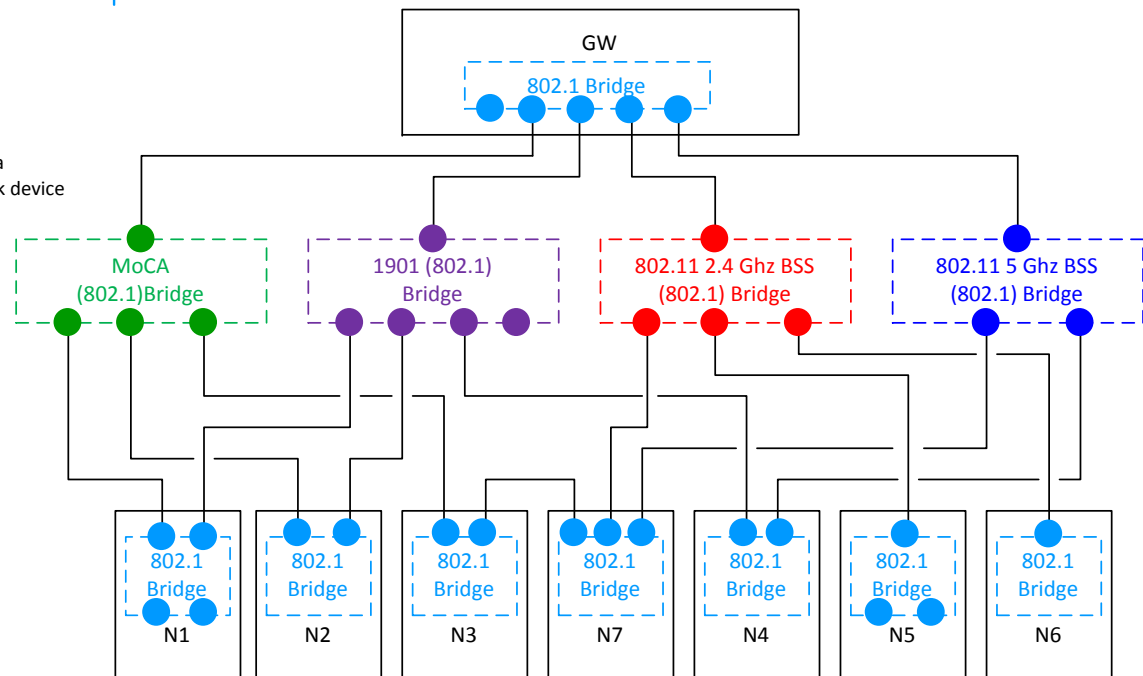 GW
802.1 Bridge
a
k device
MoCA
(802.1)Bridge
1901 (802.1)
Bridge
802.11 2.4 Ghz BSS
(802.1) Bridge
802.11 5 Ghz BSS
(802.1) Bridge
802.1
Bridge
N1
802.1
Bridge
N2
802.1
Bridge
N3
802.1
Bridge
N7
802.1
Bridge
N4
802.1
Bridge
N5
802.1
Bridge
N6